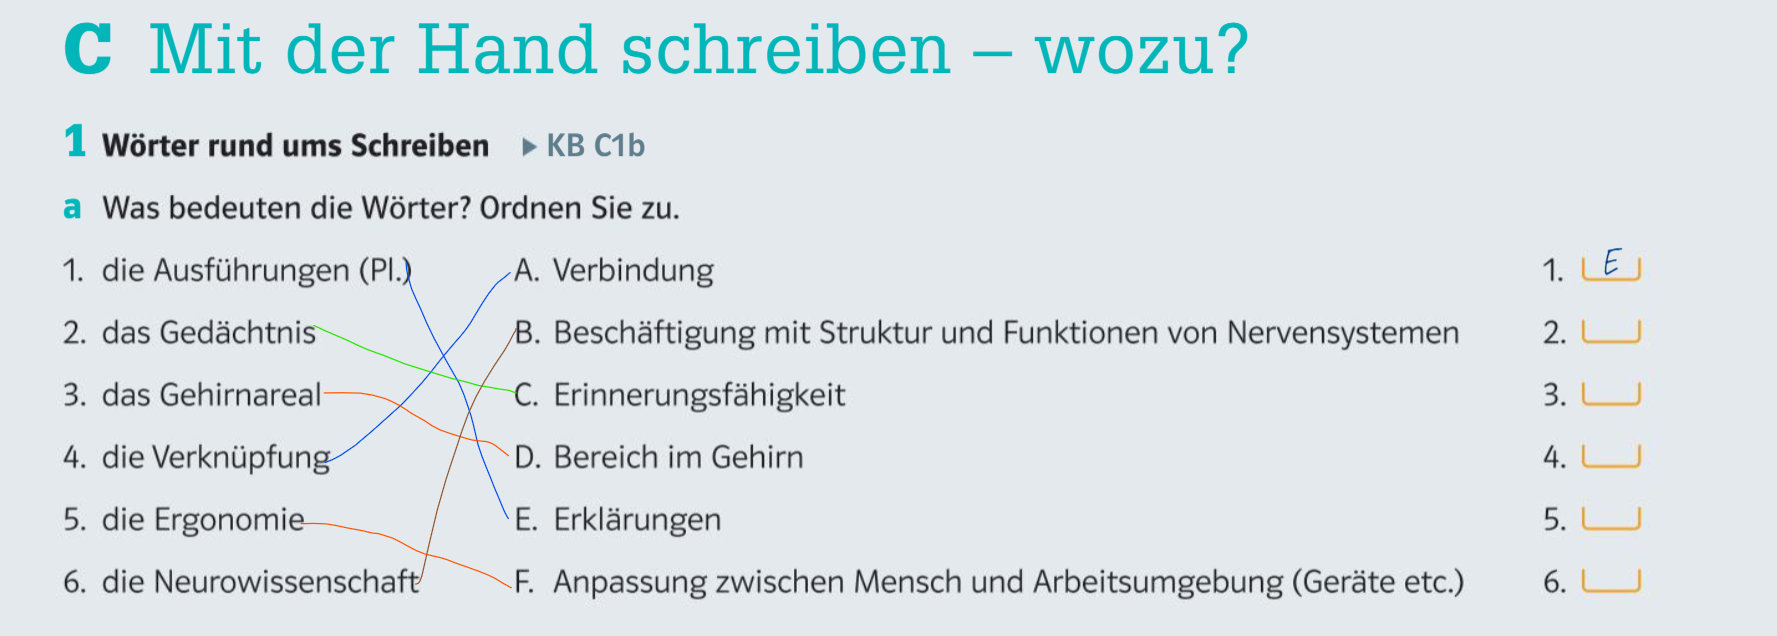 C Mit der Hand schreiben – wozu?
1 Wörter rund ums Schreiben ▶ KB C1b
a Was bedeuten die Wörter? Ordnen Sie zu.
1. die Ausführungen (Pl.) A. Verbindung 1. E
2. das Gedächtnis B. Beschäftigung mit Struktur und Funktionen von Nervensystemen 2.
3. das Gehirnareal C. Erinnerungsfähigkeit 3.
4. die Verknüpfung D. Bereich im Gehirn 4.
5. die Ergonomie E. Erklärungen 5.
6. die Neurowissenschaft F. Anpassung zwischen Mensch und Arbeitsumgebung (Geräte etc.) 6.